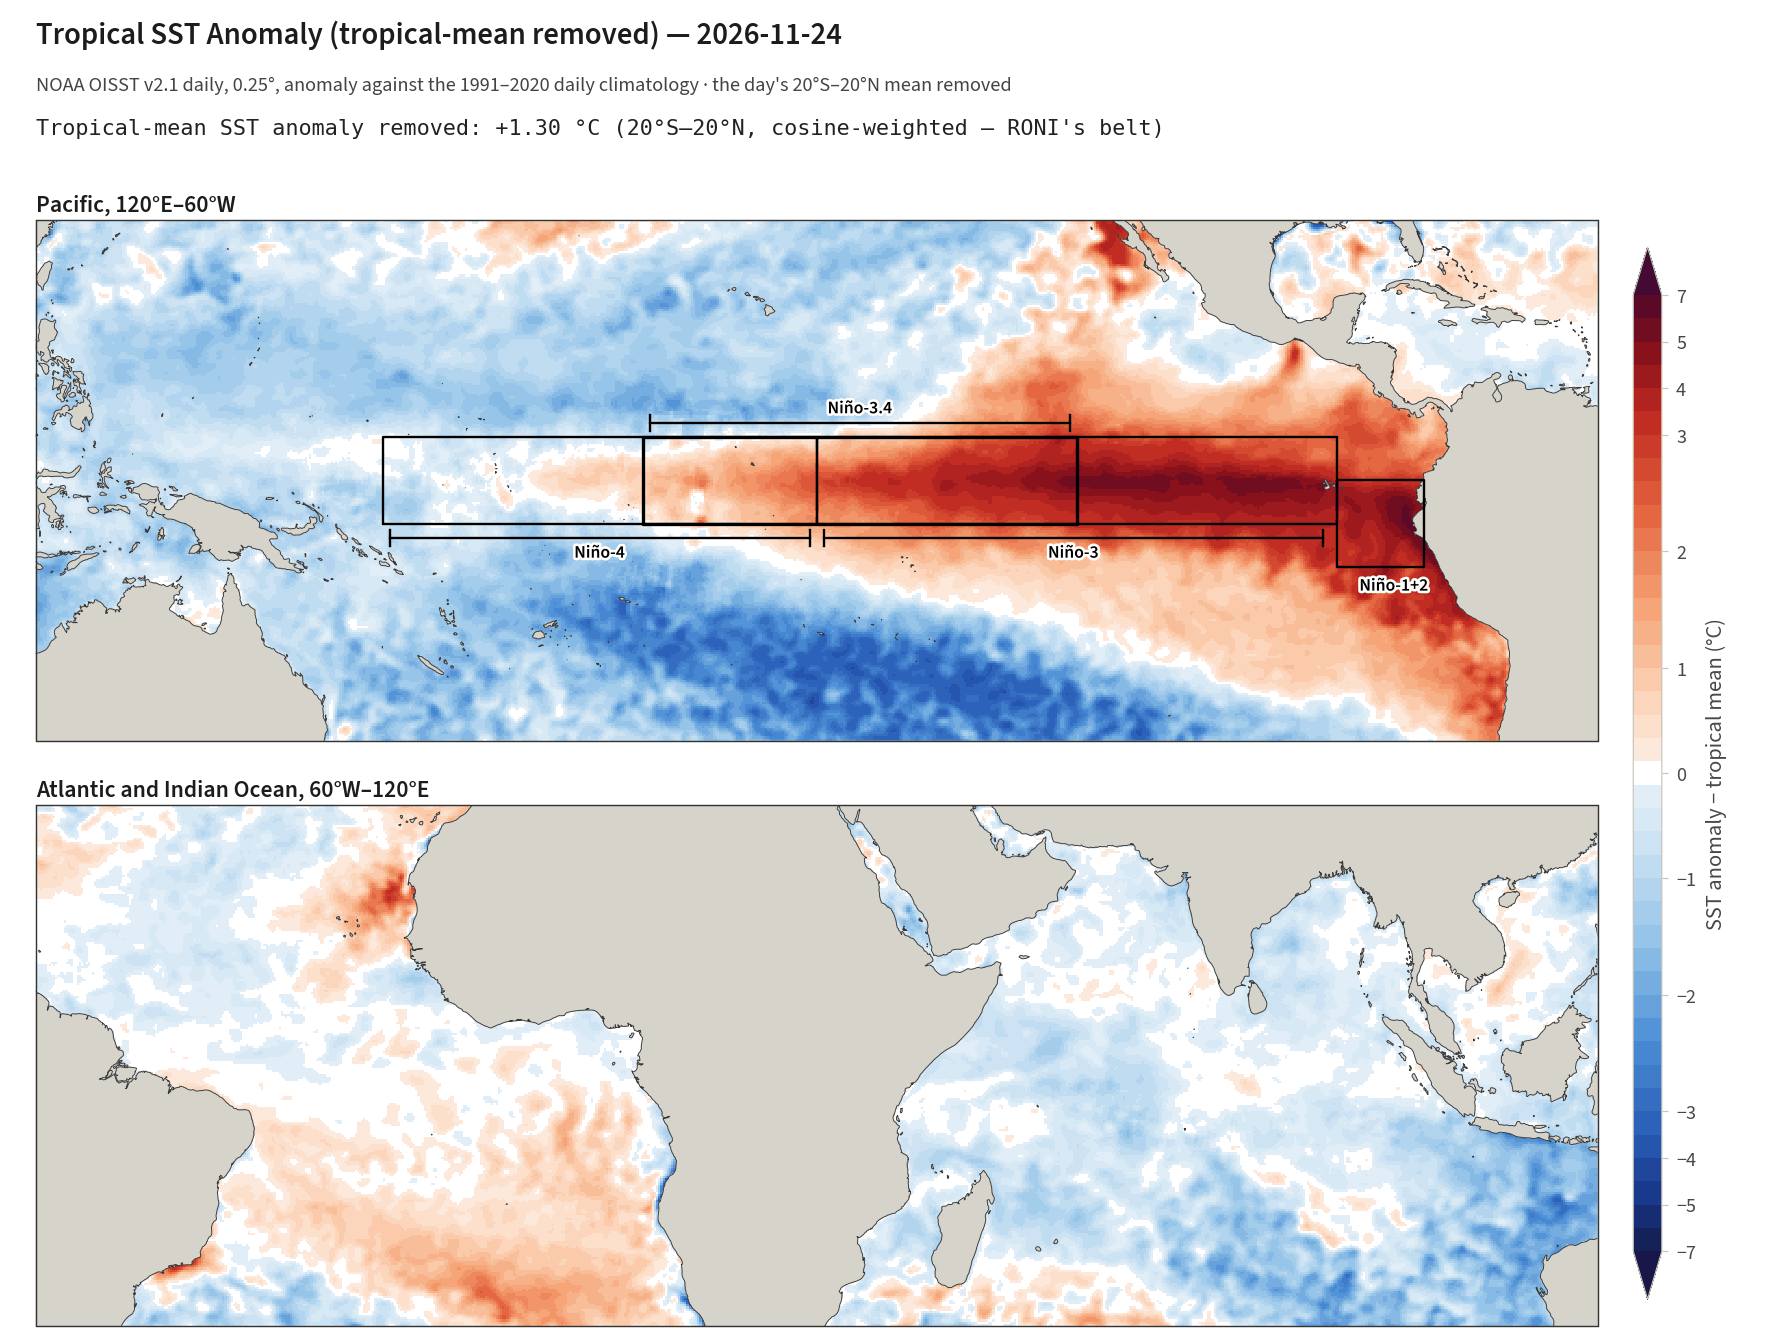 Tropical SST Anomaly (tropical-mean removed) — 2026-11-24
NOAA OISST v2.1 daily, 0.25°, anomaly against the 1991–2020 daily climatology · the day's 20°S–20°N mean removed
Tropical-mean SST anomaly removed: +1.30 °C (20°S–20°N, cosine-weighted — RONI's belt)
Pacific, 120°E–60°W
Niño-3.4
Niño-4
Niño-3
Niño-1+2
Atlantic and Indian Ocean, 60°W–120°E
7
5
4
3
2
1
0
−1
−2
−3
−4
−5
−7
SST anomaly − tropical mean (°C)